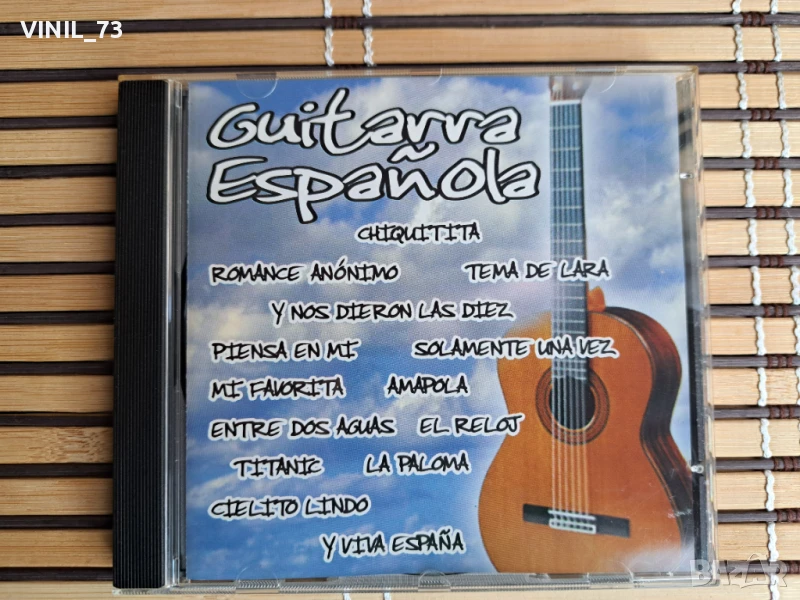 VINIL_73
Guitarra
Española
CHIQUITITA
ROMANCE ANÓNIMO TEMA DE LARA
Y NOS DIERON LAS DIEZ
PIENSA EN MI SOLAMENTE UNA VEZ
MI FAVORITA AMAPOLA
ENTRE DOS AGUAS EL RELOJ
TITANIC LA PALOMA
CIELITO LINDO
Y VIVA ESPAÑA
BAZAR